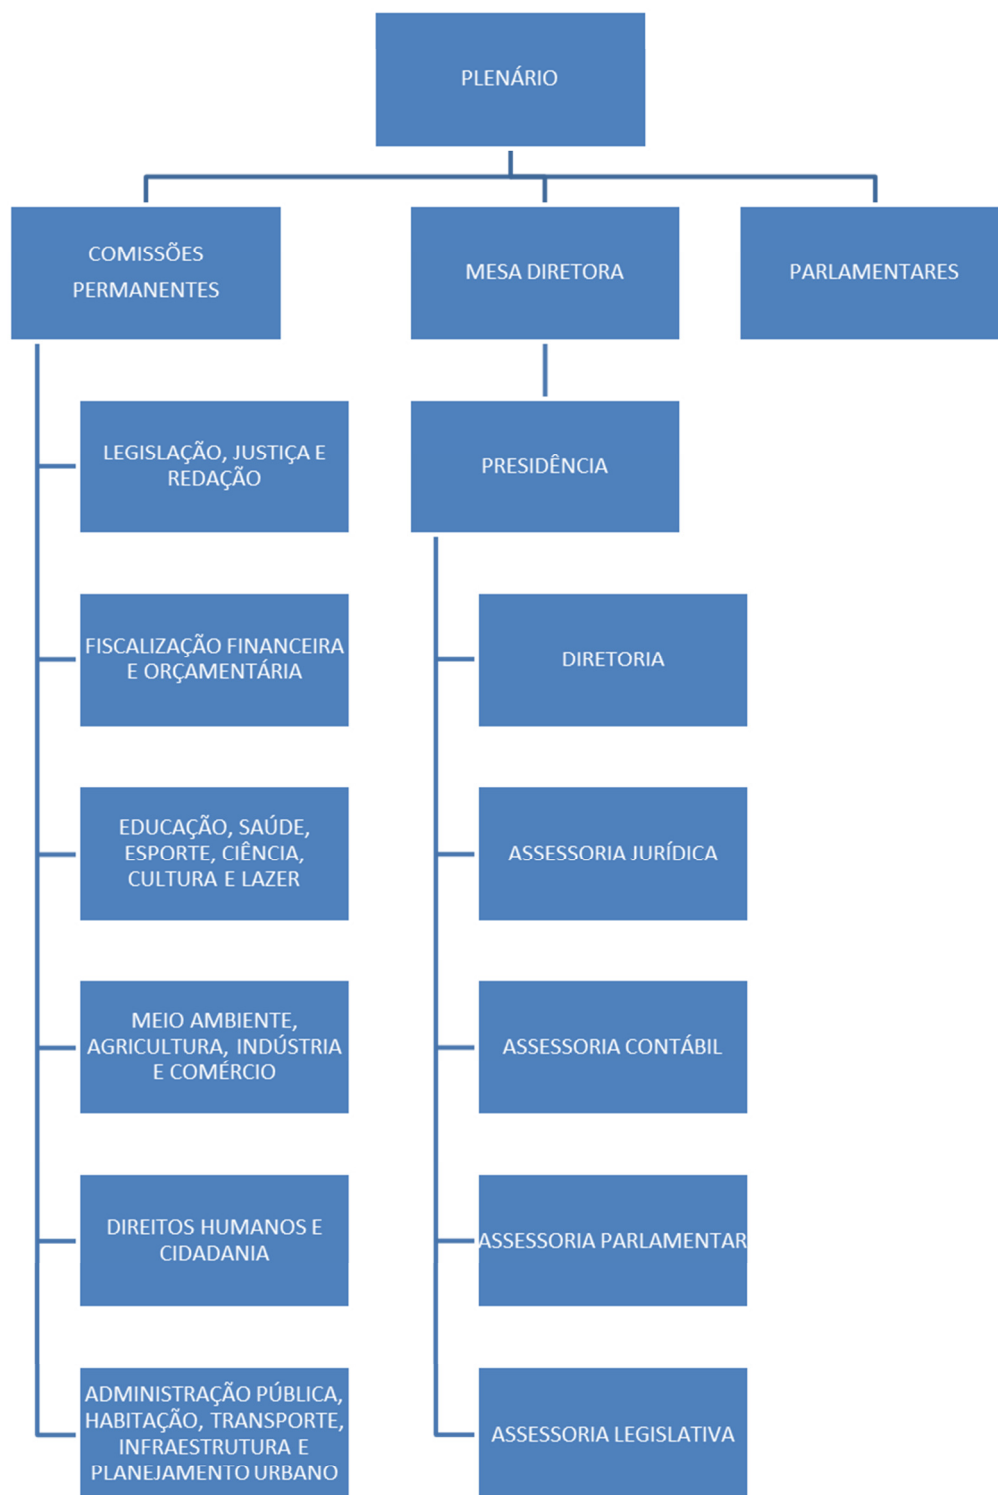 PLENÁRIO
COMISSÕES
PERMANENTES
MESA DIRETORA
PARLAMENTARES
LEGISLAÇÃO, JUSTIÇA E
REDAÇÃO
PRESIDÊNCIA
FISCALIZAÇÃO FINANCEIRA
E ORÇAMENTÁRIA
DIRETORIA
EDUCAÇÃO, SAÚDE,
ESPORTE, CIÊNCIA,
CULTURA E LAZER
ASSESSORIA JURÍDICA
MEIO AMBIENTE,
AGRICULTURA, INDÚSTRIA
E COMÉRCIO
ASSESSORIA CONTÁBIL
DIREITOS HUMANOS E
CIDADANIA
ASSESSORIA PARLAMENTAR
ADMINISTRAÇÃO PÚBLICA,
HABITAÇÃO, TRANSPORTE,
INFRAESTRUTURA E
PLANEJAMENTO URBANO
ASSESSORIA LEGISLATIVA